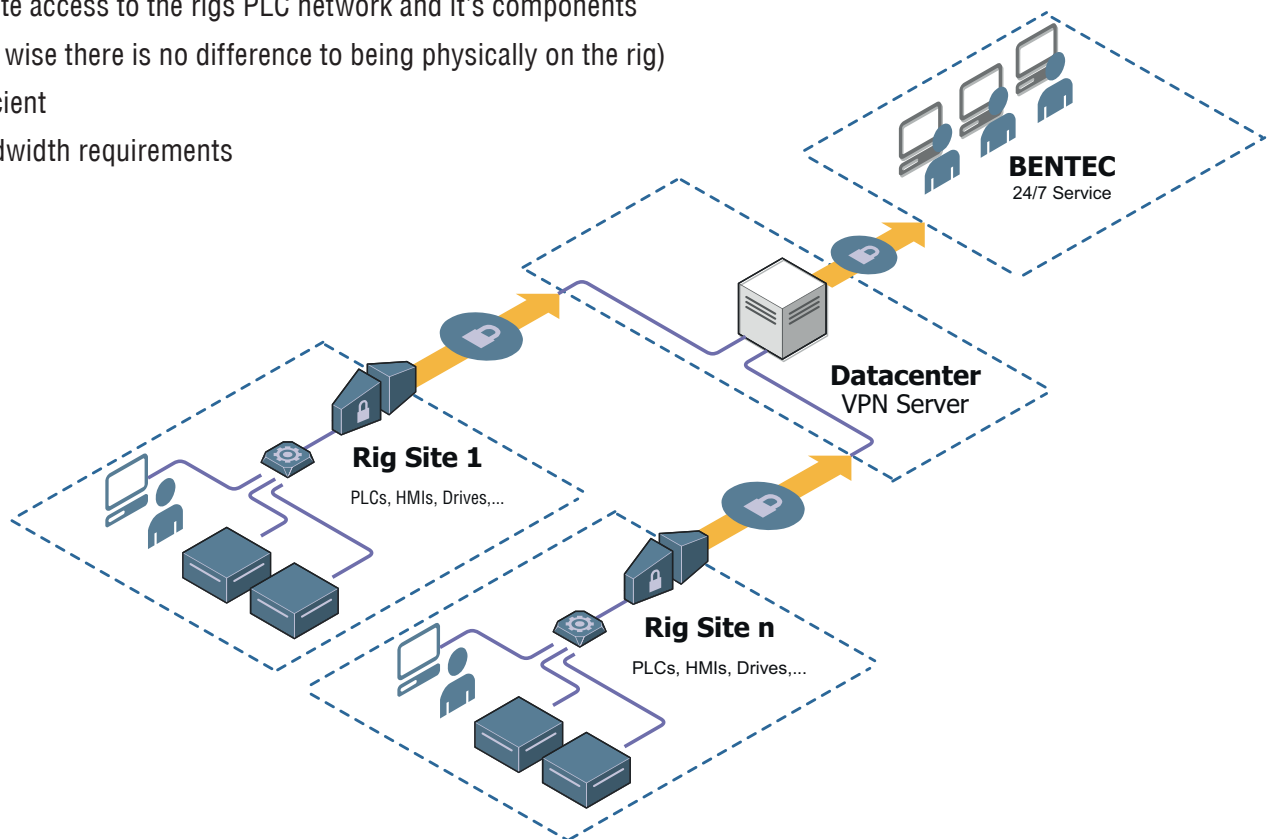 te access to the rigs PLC network and it's components
wise there is no difference to being physically on the rig)
cient
dwidth requirements
BENTEC
24/7 Service
Datacenter
VPN Server
Rig Site 1
PLCs, HMIs, Drives,...
Rig Site n
PLCs, HMIs, Drives,...